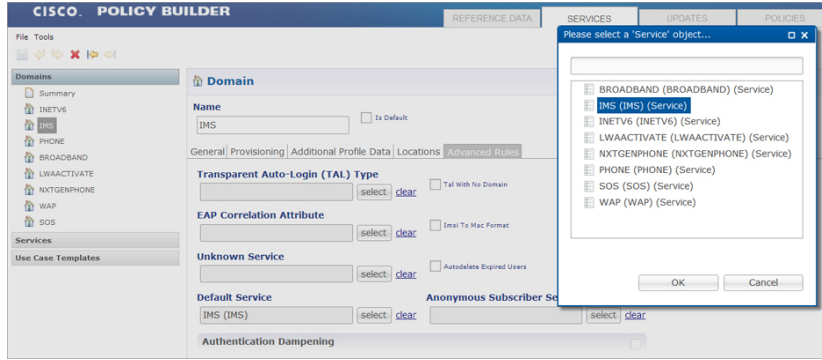 CISCO. POLICY BUILDER
REFERENCE DATA SERVICES UPDATES POLICIES
File Tools
Please select a 'Service' object...
Domains
Summary
INETV6
IMS
PHONE
BROADBAND
LWAACTIVATE
NXTGENPHONE
WAP
SOS
Services
Use Case Templates
Domain
Name
IMS
Is Default
General Provisioning Additional Profile Data Locations Advanced Rules
Transparent Auto-Login (TAL) Type
select clear
Tal With No Domain
EAP Correlation Attribute
select clear
Imsi To Mac Format
Unknown Service
select clear
Autodelete Expired Users
Default Service Anonymous Subscriber Se
IMS (IMS) select clear select clear
Authentication Dampening
BROADBAND (BROADBAND) (Service)
IMS (IMS) (Service)
INETV6 (INETV6) (Service)
LWAACTIVATE (LWAACTIVATE) (Service)
NXTGENPHONE (NXTGENPHONE) (Service)
PHONE (PHONE) (Service)
SOS (SOS) (Service)
WAP (WAP) (Service)
OK Cancel